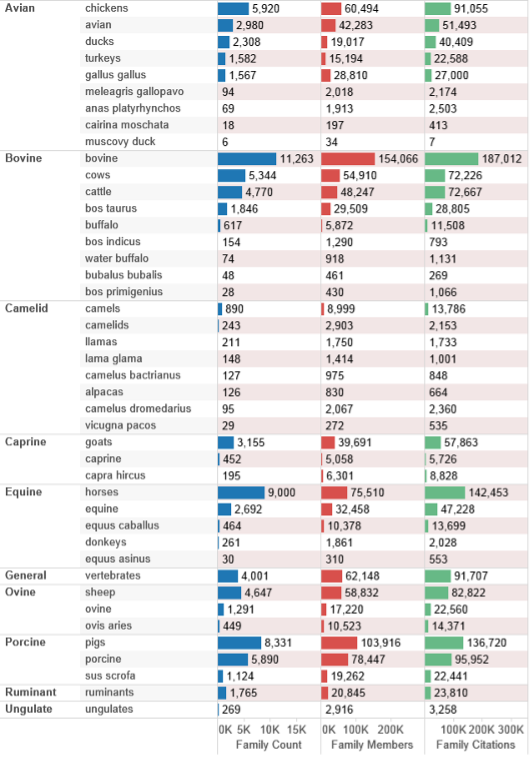 Avian chickens 5,920 60,494 91,055
avian 2,980 42,283 51,493
ducks 2,308 19,017 40,409
turkeys 1,582 15,194 22,588
gallus gallus 1,567 28,810 27,000
meleagris gallopavo 94 2,018 2,174
anas platyrhynchos 69 1,913 2,503
cairina moschata 18 197 413
muscovy duck 6 34 7
Bovine bovine 11,263 154,066 187,012
cows 5,344 54,910 72,226
cattle 4,770 48,247 72,667
bos taurus 1,846 29,509 28,805
buffalo 617 5,872 11,508
bos indicus 154 1,290 793
water buffalo 74 918 1,131
bubalus bubalis 48 461 269
bos primigenius 28 430 1,066
Camelid camels 890 8,999 13,786
camelids 243 2,903 2,153
llamas 211 1,750 1,733
lama glama 148 1,414 1,001
camelus bactrianus 127 975 848
alpacas 126 830 664
camelus dromedarius 95 2,067 2,360
vicugna pacos 29 272 535
Caprine goats 3,155 39,691 57,863
caprine 452 5,058 5,726
capra hircus 195 6,301 8,828
Equine horses 9,000 75,510 142,453
equine 2,692 32,458 47,228
equus caballus 464 10,378 13,699
donkeys 261 1,861 2,028
equus asinus 30 310 553
General vertebrates 4,001 62,148 91,707
Ovine sheep 4,647 58,832 82,822
ovine 1,291 17,220 22,560
ovis aries 449 10,523 14,371
Porcine pigs 8,331 103,916 136,720
porcine 5,890 78,447 95,952
sus scrofa 1,124 19,262 22,441
Ruminant ruminants 1,765 20,845 23,810
Ungulate ungulates 269 2,916 3,258
0K 5K 10K 15K 0K 100K 200K 100K 200K 300K
Family Count Family Members Family Citations